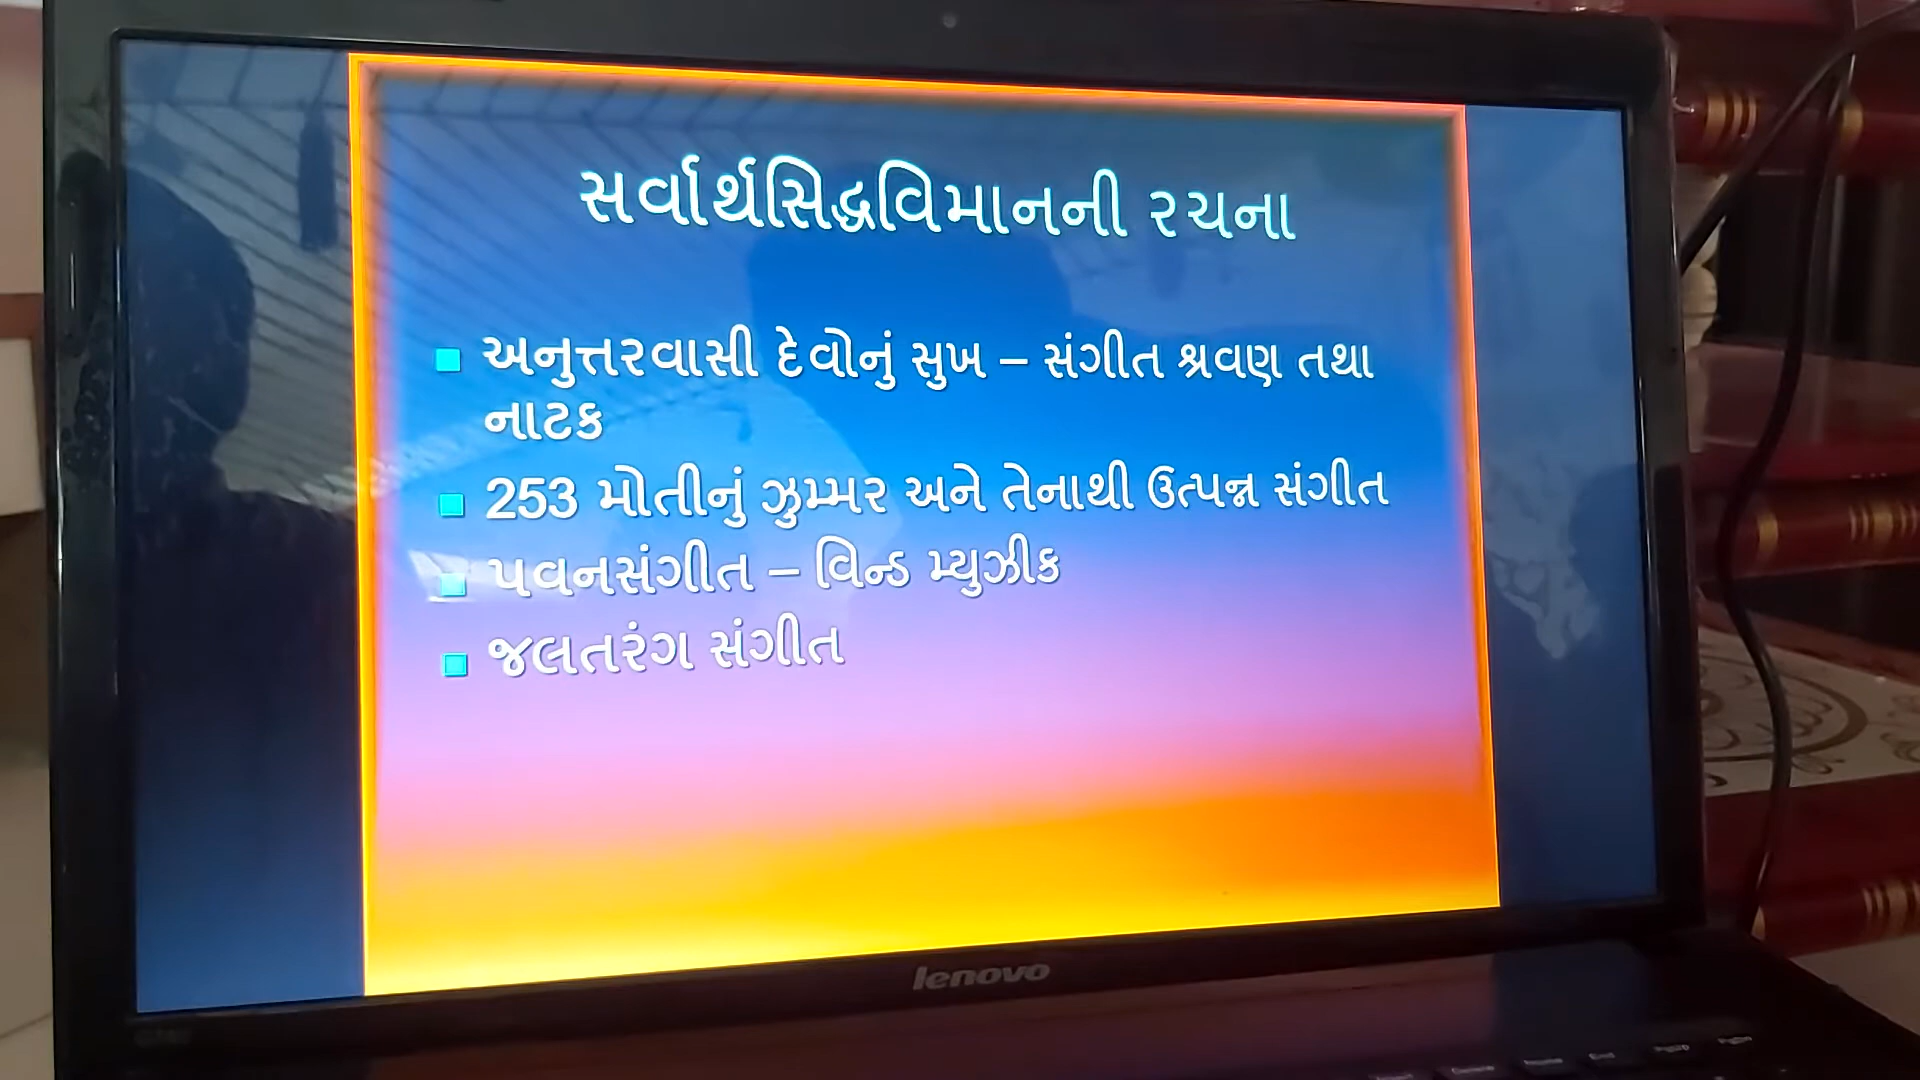 સર્વાર્થસિદ્ધવિમાનની રચના
■ અનુત્તરવાસી દેવોનું સુખ – સંગીત શ્રવણ તથા
નાટક
■ 253 મોતીનું ઝુમ્મર અને તેનાથી ઉત્પન્ન સંગીત
■ પવનસંગીત – વિન્ડ મ્યુઝીક
■ જલતરંગ સંગીત
lenovo